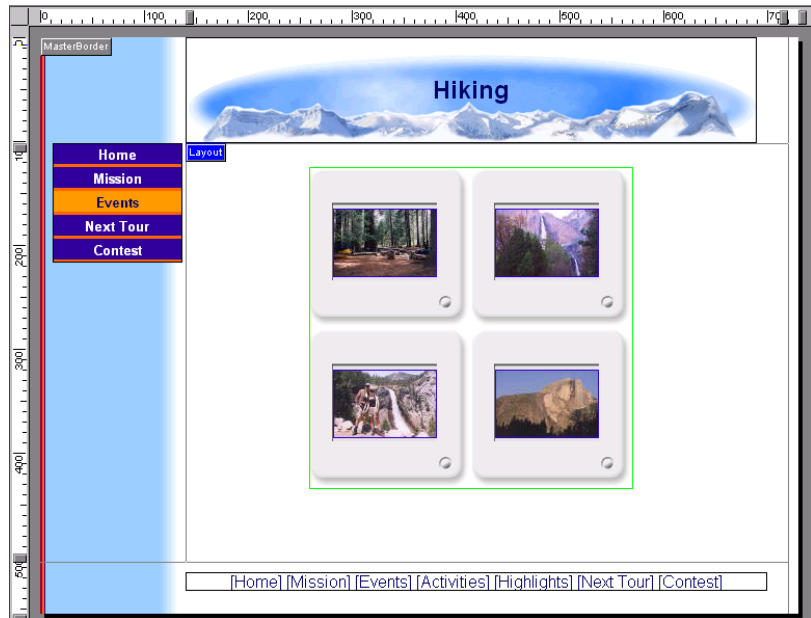 0 100 200 300 400 500 600
MasterBorder
Hiking
Layout
Home
Mission
Events
Next Tour
Contest
100
200
300
400
500
[Home] [Mission] [Events] [Activities] [Highlights] [Next Tour] [Contest]